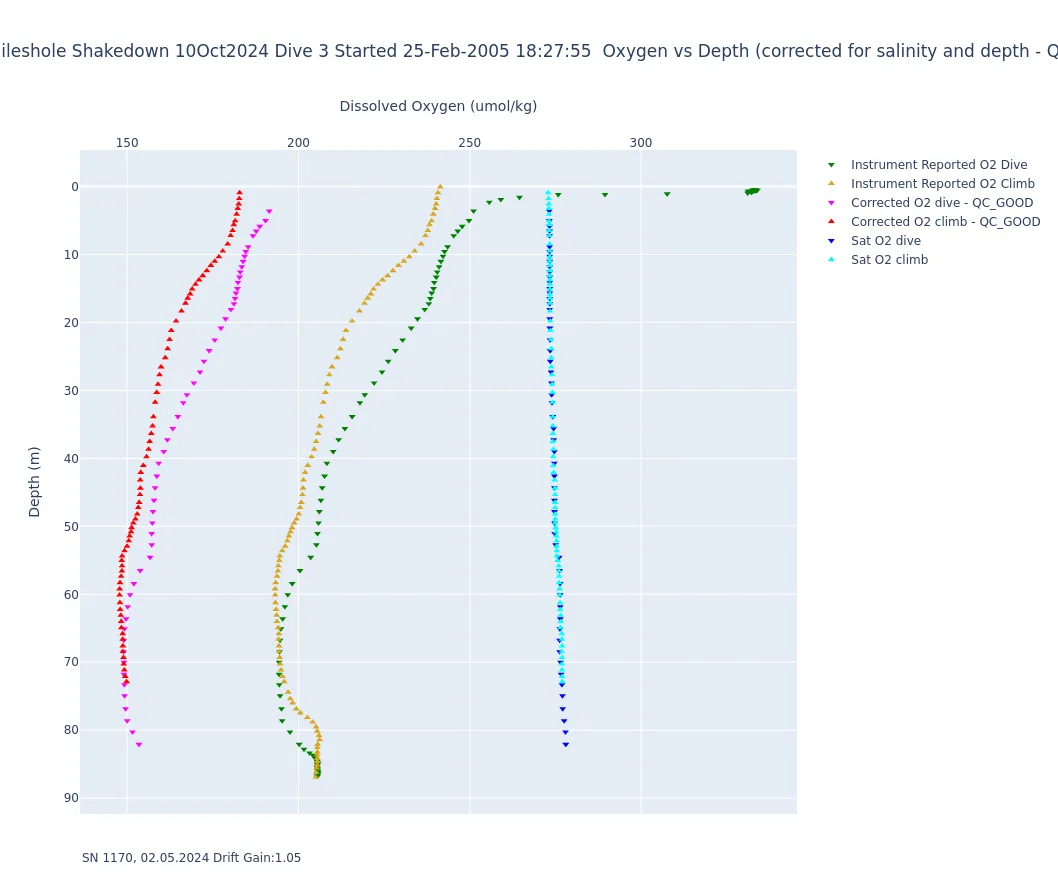 ileshole Shakedown 10Oct2024 Dive 3 Started 25-Feb-2005 18:27:55  Oxygen vs Depth (corrected for salinity and depth - Q
Dissolved Oxygen (umol/kg)
150 200 250 300
0
10
20
30
40
50
60
70
80
90
Depth (m)
Instrument Reported O2 Dive
Instrument Reported O2 Climb
Corrected O2 dive - QC_GOOD
Corrected O2 climb - QC_GOOD
Sat O2 dive
Sat O2 climb
SN 1170, 02.05.2024 Drift Gain:1.05